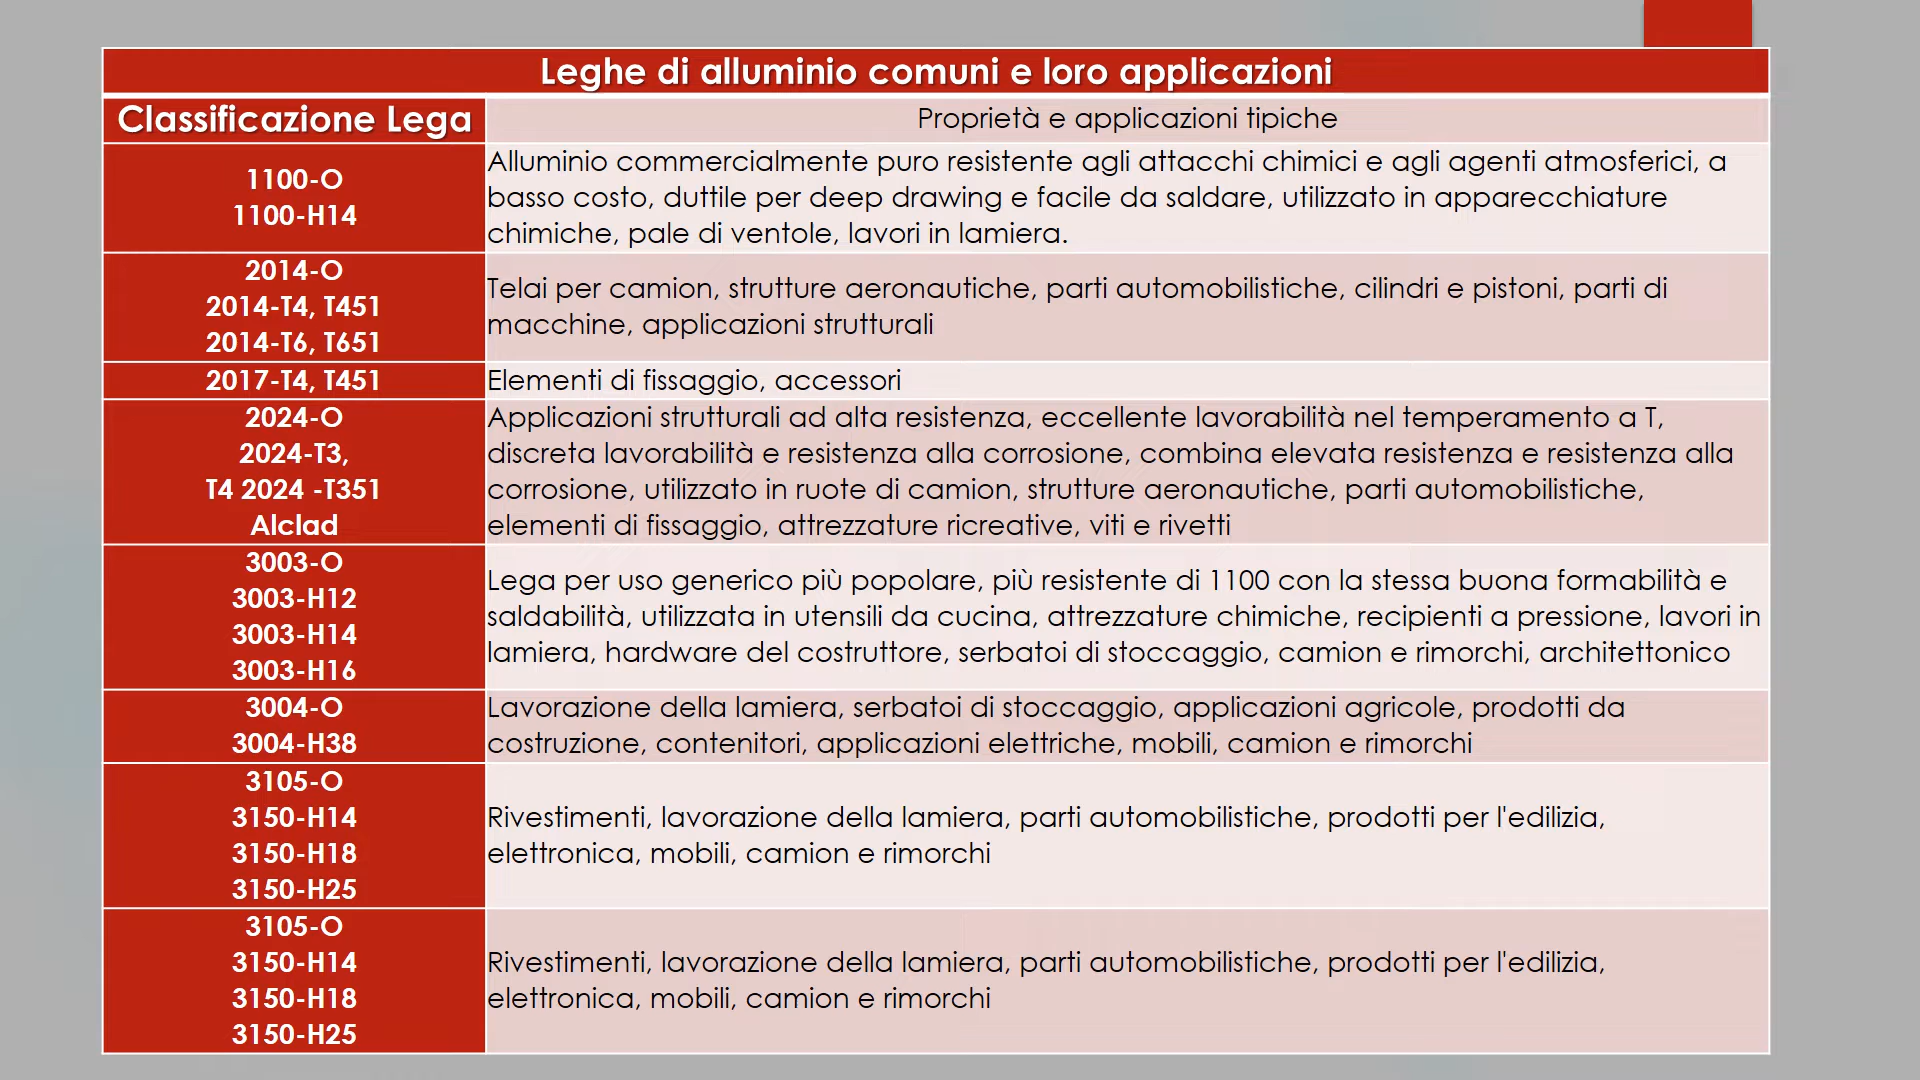 Leghe di alluminio comuni e loro applicazioni
Classificazione Lega
Proprietà e applicazioni tipiche
1100-O
1100-H14
Alluminio commercialmente puro resistente agli attacchi chimici e agli agenti atmosferici, a
basso costo, duttile per deep drawing e facile da saldare, utilizzato in apparecchiature
chimiche, pale di ventole, lavori in lamiera.
2014-O
2014-T4, T451
2014-T6, T651
Telai per camion, strutture aeronautiche, parti automobilistiche, cilindri e pistoni, parti di
macchine, applicazioni strutturali
2017-T4, T451
Elementi di fissaggio, accessori
2024-O
2024-T3,
T4 2024 -T351
Alclad
Applicazioni strutturali ad alta resistenza, eccellente lavorabilità nel temperamento a T,
discreta lavorabilità e resistenza alla corrosione, combina elevata resistenza e resistenza alla
corrosione, utilizzato in ruote di camion, strutture aeronautiche, parti automobilistiche,
elementi di fissaggio, attrezzature ricreative, viti e rivetti
3003-O
3003-H12
3003-H14
3003-H16
Lega per uso generico più popolare, più resistente di 1100 con la stessa buona formabilità e
saldabilità, utilizzata in utensili da cucina, attrezzature chimiche, recipienti a pressione, lavori in
lamiera, hardware del costruttore, serbatoi di stoccaggio, camion e rimorchi, architettonico
3004-O
3004-H38
Lavorazione della lamiera, serbatoi di stoccaggio, applicazioni agricole, prodotti da
costruzione, contenitori, applicazioni elettriche, mobili, camion e rimorchi
3105-O
3150-H14
3150-H18
3150-H25
Rivestimenti, lavorazione della lamiera, parti automobilistiche, prodotti per l'edilizia,
elettronica, mobili, camion e rimorchi
3105-O
3150-H14
3150-H18
3150-H25
Rivestimenti, lavorazione della lamiera, parti automobilistiche, prodotti per l'edilizia,
elettronica, mobili, camion e rimorchi